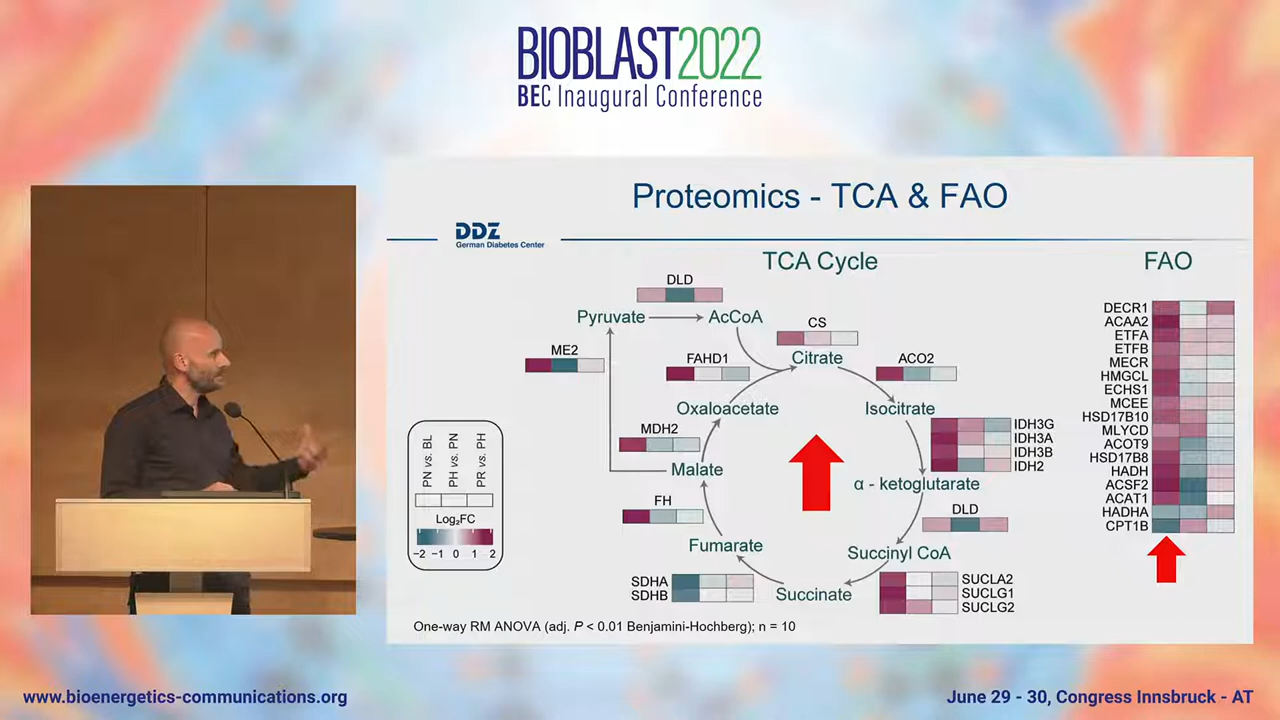 BIOBLAST2022
BEC Inaugural Conference
Proteomics - TCA & FAO
DDZ
German Diabetes Center
TCA Cycle
FAO
DLD
Pyruvate
AcCoA
CS
Citrate
ME2
FAHD1
ACO2
Oxaloacetate
Isocitrate
MDH2
IDH3G
IDH3A
IDH3B
IDH2
Malate
α - ketoglutarate
FH
DLD
Fumarate
Succinyl CoA
SDHA
SDHB
Succinate
SUCLA2
SUCLG1
SUCLG2
PN vs. BL
PH vs. PN
PR vs. PH
Log₂FC
−2 −1 0 1 2
DECR1
ACAA2
ETFA
ETFB
MECR
HMGCL
ECHS1
MCEE
HSD17B10
MLYCD
ACOT9
HSD17B8
HADH
ACSF2
ACAT1
HADHA
CPT1B
One-way RM ANOVA (adj. P < 0.01 Benjamini-Hochberg); n = 10
www.bioenergetics-communications.org
June 29 - 30, Congress Innsbruck - AT